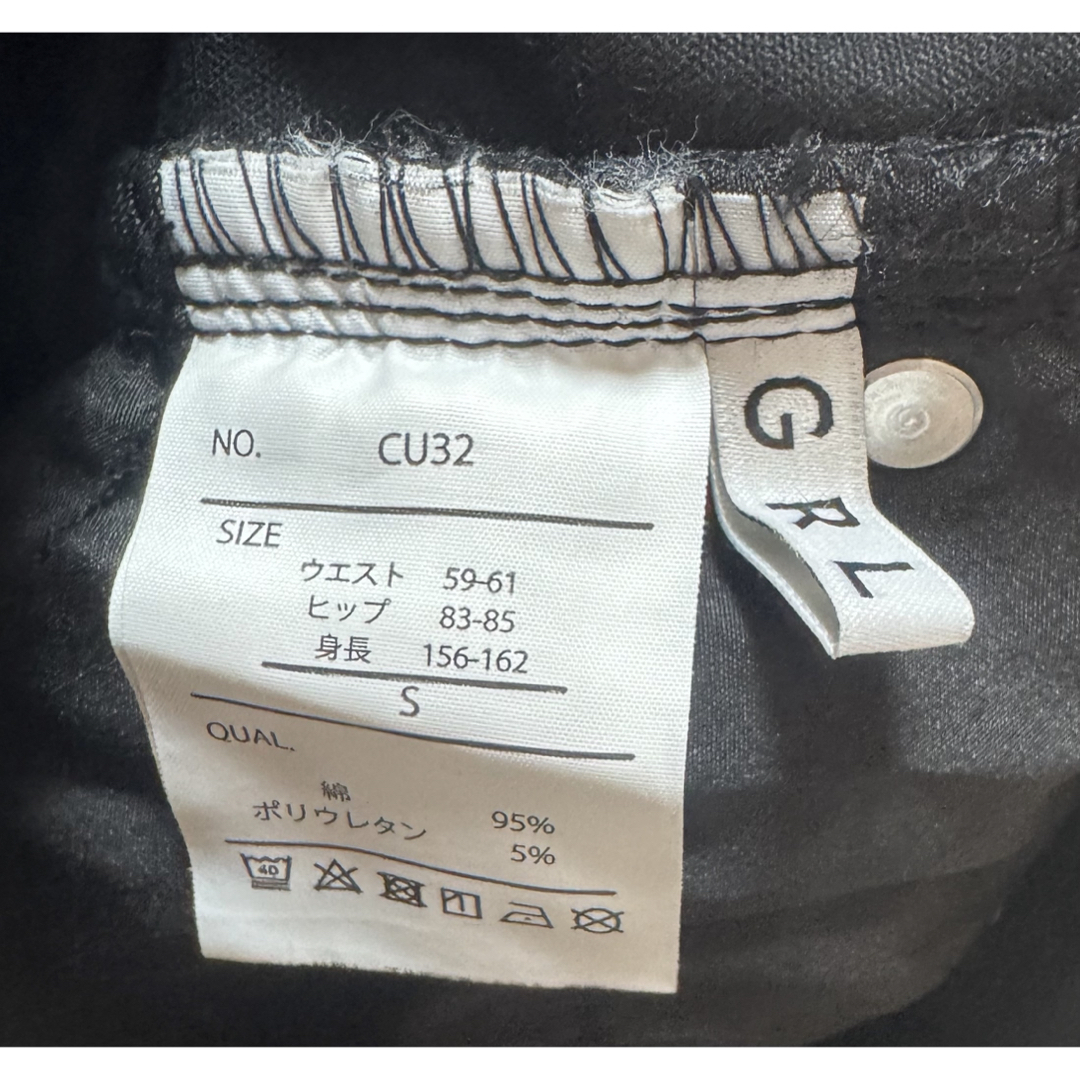 NO. CU32
SIZE
ウエスト 59-61
ヒップ 83-85
身長 156-162
S
QUAL.
綿 95%
ポリウレタン 5%
40
GRL